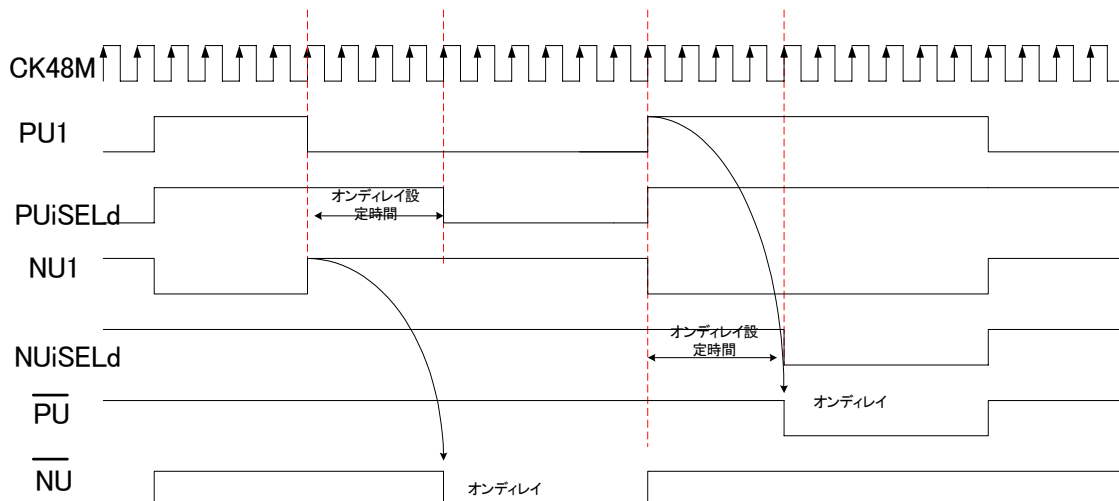 CK48M
PU1
PUiSELd
オンディレイ設
定時間
NU1
NUiSELd
オンディレイ設
定時間
PU
オンディレイ
NU
オンディレイ